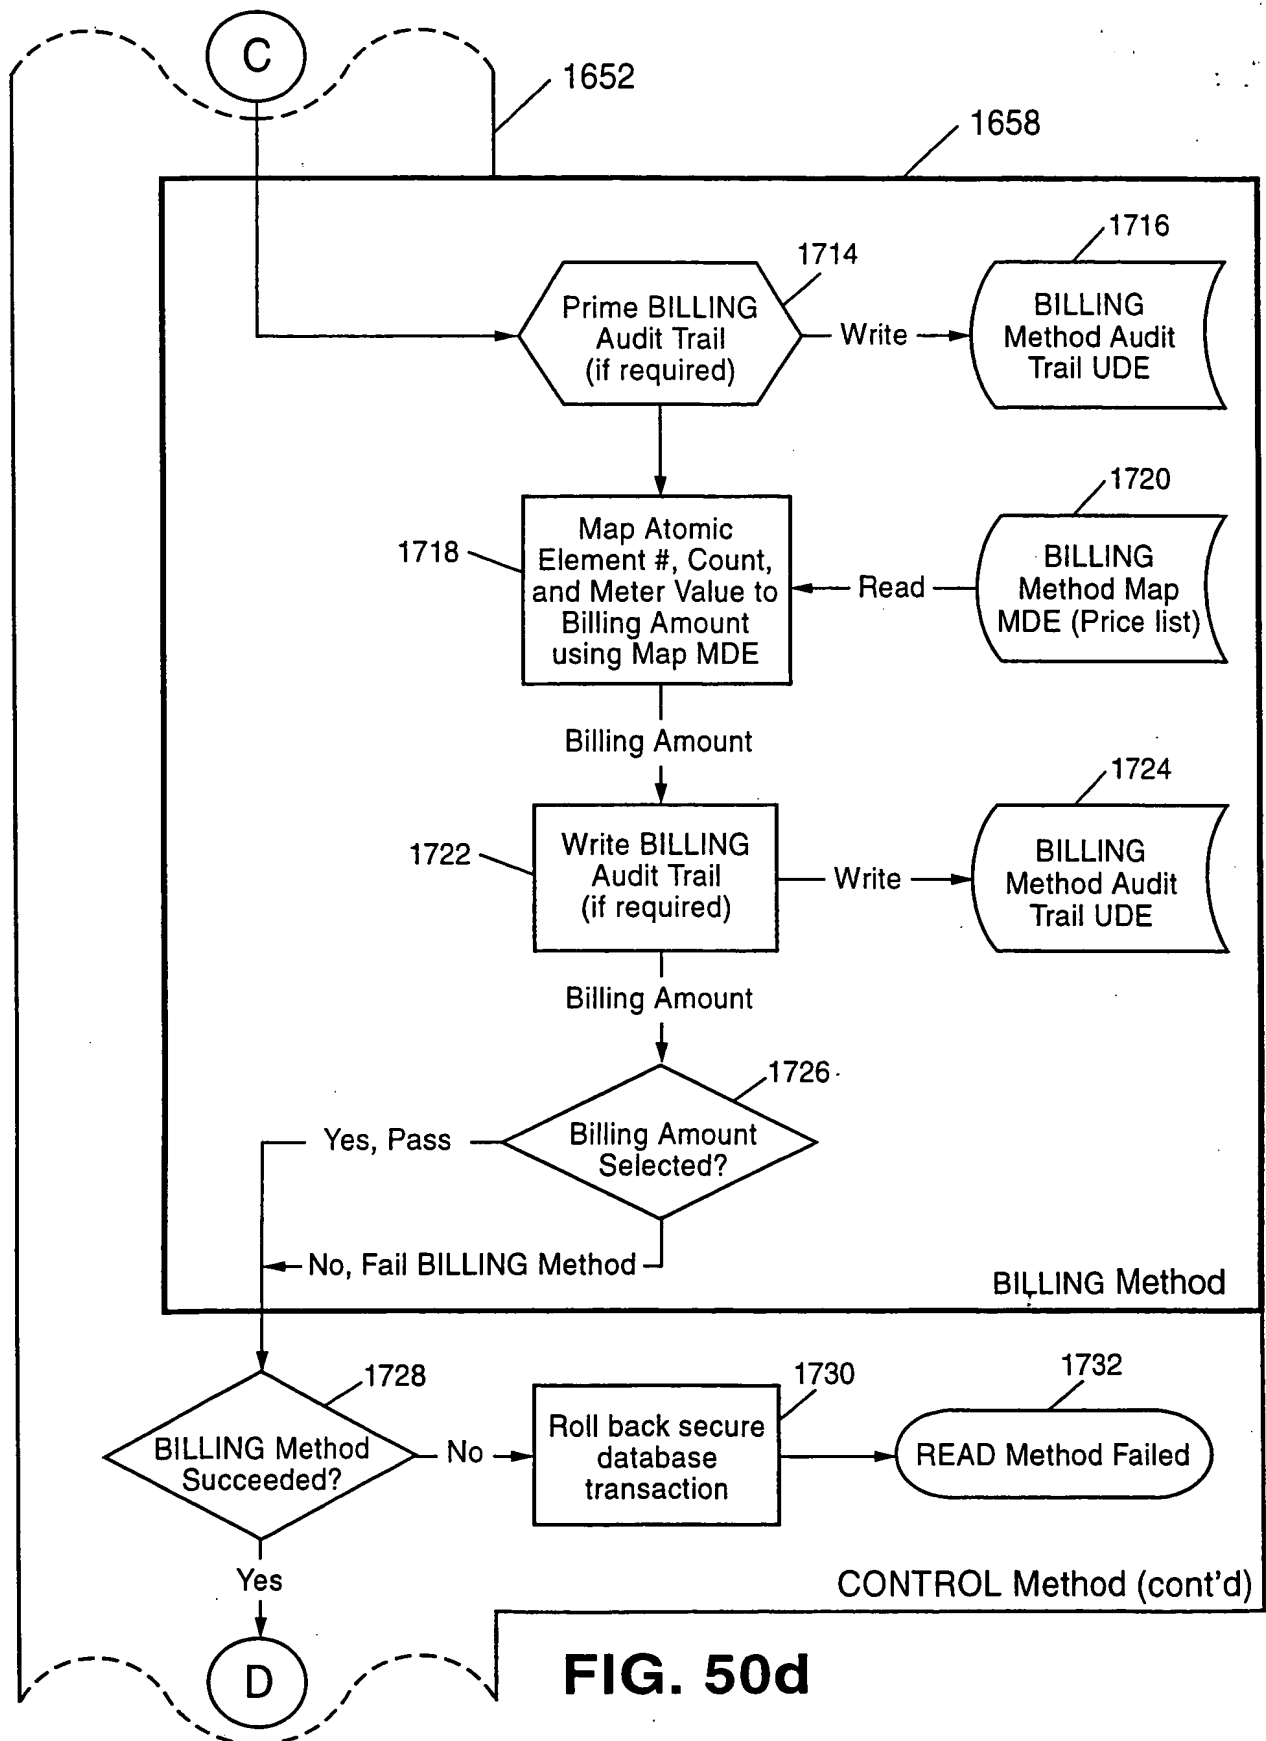 C
1652
1658
1714
1716
Prime BILLING
Audit Trail
(if required)
Write
BILLING
Method Audit
Trail UDE
1718
1720
Map Atomic
Element #, Count,
and Meter Value to
Billing Amount
using Map MDE
Read
BILLING
Method Map
MDE (Price list)
Billing Amount
1722
1724
Write BILLING
Audit Trail
(if required)
Write
BILLING
Method Audit
Trail UDE
Billing Amount
1726
Billing Amount
Selected?
Yes, Pass
No, Fail BILLING Method
BILLING Method
1728
1730
1732
BILLING Method
Succeeded?
No
Roll back secure
database
transaction
READ Method Failed
Yes
CONTROL Method (cont'd)
D
FIG. 50d